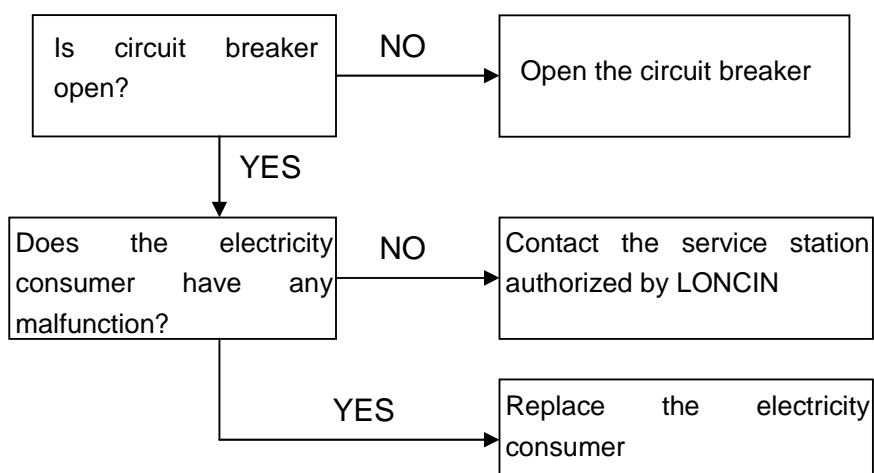 Is circuit breaker
open?
NO
Open the circuit breaker
YES
Does the electricity
consumer have any
malfunction?
NO
Contact the service station
authorized by LONCIN
YES
Replace the electricity
consumer